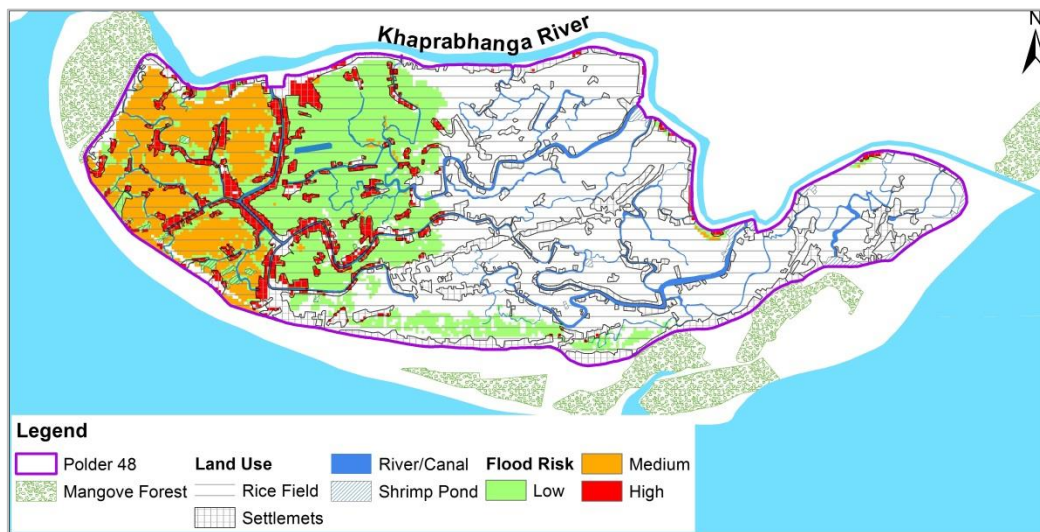 N
Khaprabhanga River
Legend
Polder 48
Mangove Forest
Land Use
Rice Field
Settlemets
River/Canal
Shrimp Pond
Flood Risk
Low
Medium
High